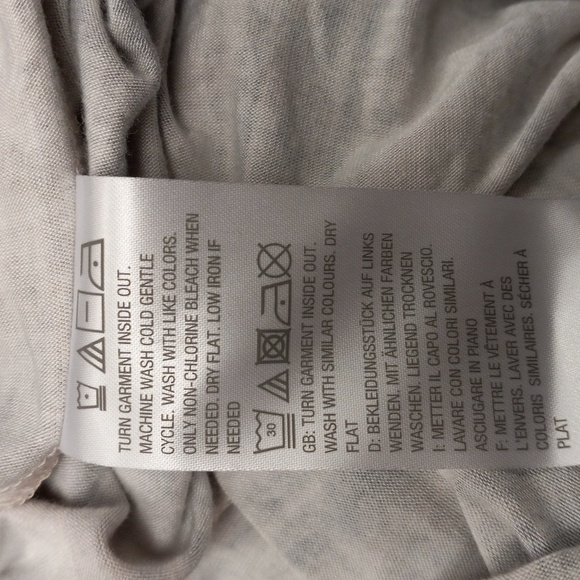 TURN GARMENT INSIDE OUT.
MACHINE WASH COLD GENTLE
CYCLE. WASH WITH LIKE COLORS.
ONLY NON-CHLORINE BLEACH WHEN
NEEDED. DRY FLAT. LOW IRON IF
NEEDED
30
GB: TURN GARMENT INSIDE OUT.
WASH WITH SIMILAR COLOURS. DRY
FLAT
D: BEKLEIDUNGSSTÜCK AUF LINKS
WENDEN. MIT ÄHNLICHEN FARBEN
WASCHEN. LIEGEND TROCKNEN
I: METTER IL CAPO AL ROVESCIO.
LAVARE CON COLORI SIMILARI.
ASCIUGARE IN PIANO
F: METTRE LE VÊTEMENT À
L'ENVERS. LAVER AVEC DES
COLORIS SIMILAIRES. SÉCHER À
PLAT